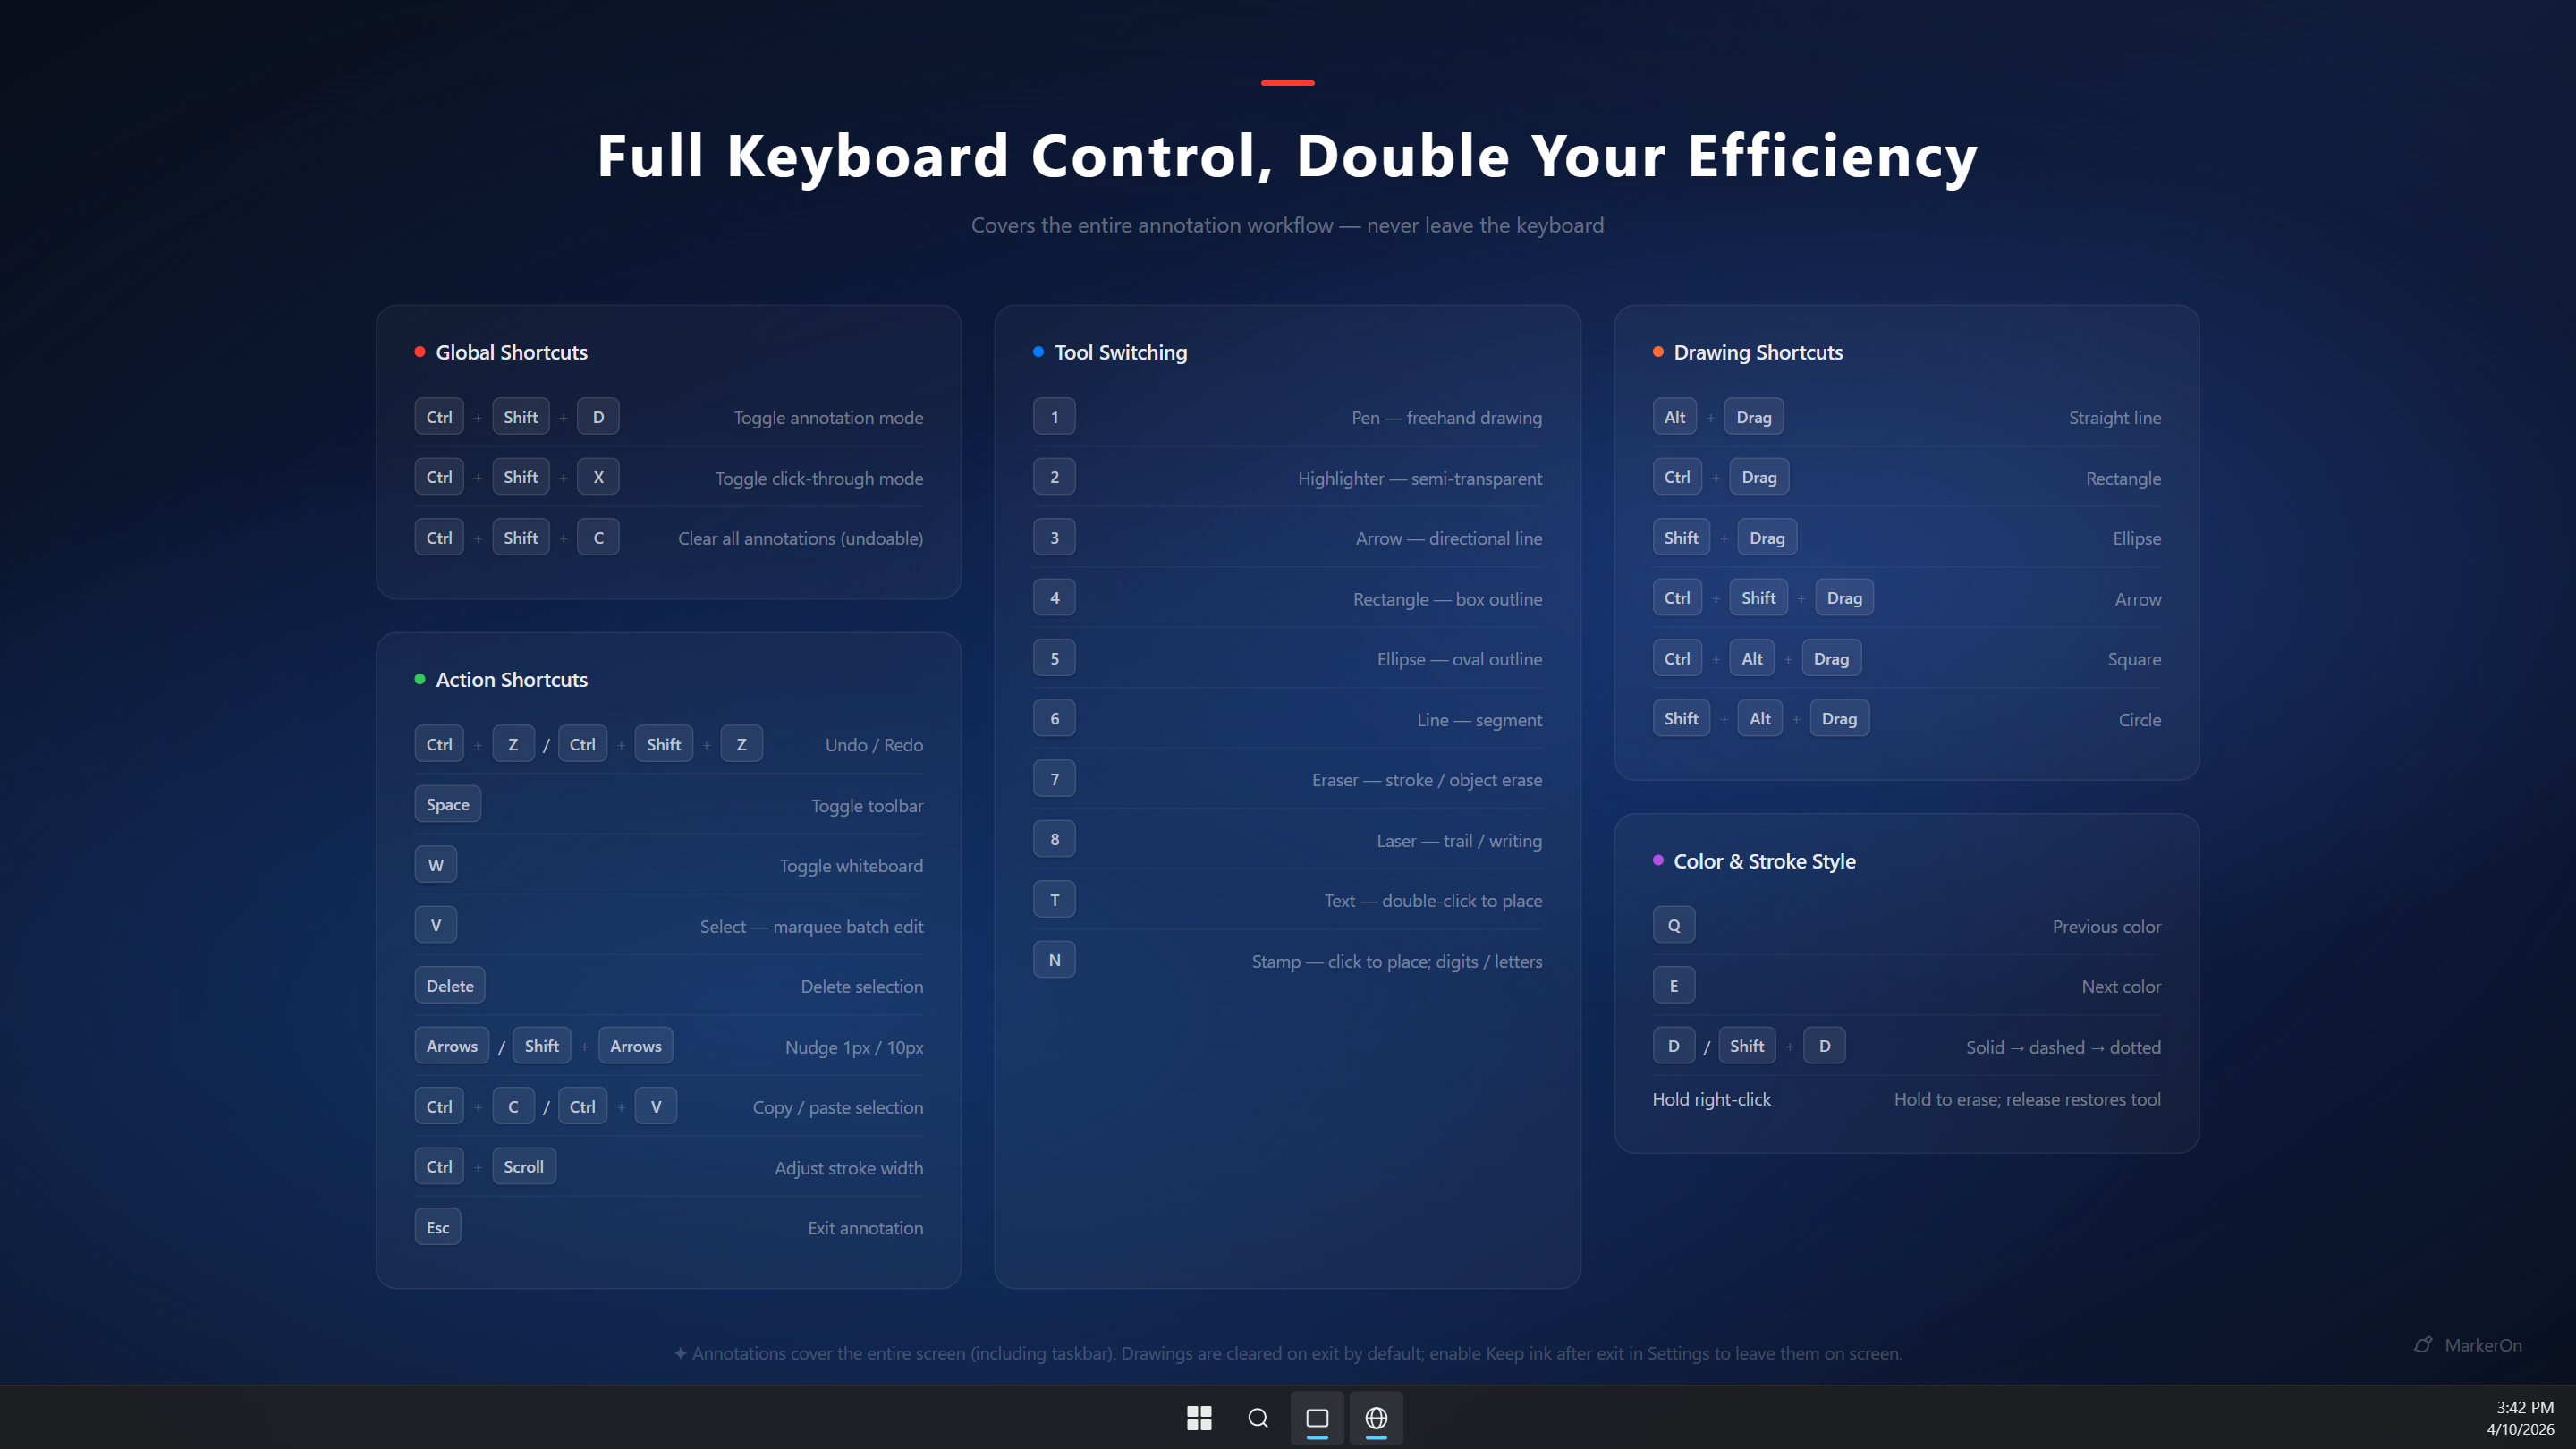 Full Keyboard Control, Double Your Efficiency
Covers the entire annotation workflow — never leave the keyboard
Global Shortcuts
Ctrl + Shift + D Toggle annotation mode
Ctrl + Shift + X Toggle click-through mode
Ctrl + Shift + C Clear all annotations (undoable)
Action Shortcuts
Ctrl + Z / Ctrl + Shift + Z Undo / Redo
Space Toggle toolbar
W Toggle whiteboard
V Select — marquee batch edit
Delete Delete selection
Arrows / Shift + Arrows Nudge 1px / 10px
Ctrl + C / Ctrl + V Copy / paste selection
Ctrl + Scroll Adjust stroke width
Esc Exit annotation
Tool Switching
1 Pen — freehand drawing
2 Highlighter — semi-transparent
3 Arrow — directional line
4 Rectangle — box outline
5 Ellipse — oval outline
6 Line — segment
7 Eraser — stroke / object erase
8 Laser — trail / writing
T Text — double-click to place
N Stamp — click to place; digits / letters
Drawing Shortcuts
Alt + Drag Straight line
Ctrl + Drag Rectangle
Shift + Drag Ellipse
Ctrl + Shift + Drag Arrow
Ctrl + Alt + Drag Square
Shift + Alt + Drag Circle
Color & Stroke Style
Q Previous color
E Next color
D / Shift + D Solid → dashed → dotted
Hold right-click Hold to erase; release restores tool
✦ Annotations cover the entire screen (including taskbar). Drawings are cleared on exit by default; enable Keep ink after exit in Settings to leave them on screen.
MarkerOn
3:42 PM
4/10/2026